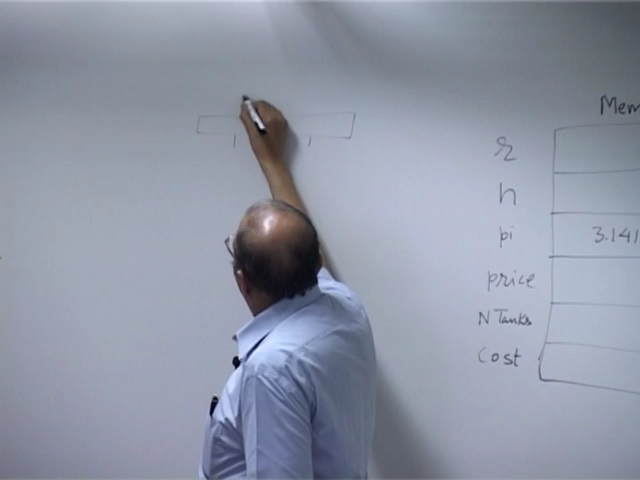 Mem
r
h
pi 3.141
price
NTanks
Cost